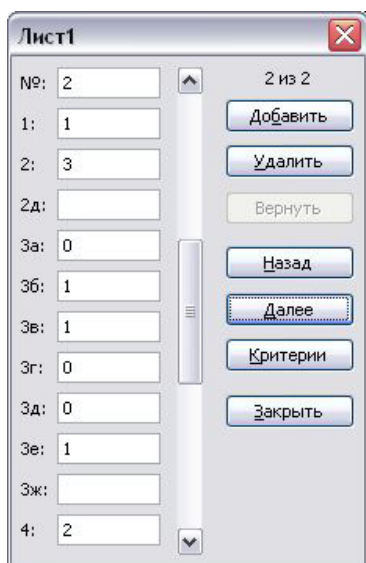 Лист1
№: 2
2 из 2
1: 1
Добавить
2: 3
Удалить
2д:
Вернуть
3а: 0
Назад
3б: 1
Далее
3в: 1
Критерии
3г: 0
3д: 0
Закрыть
3е: 1
3ж:
4: 2